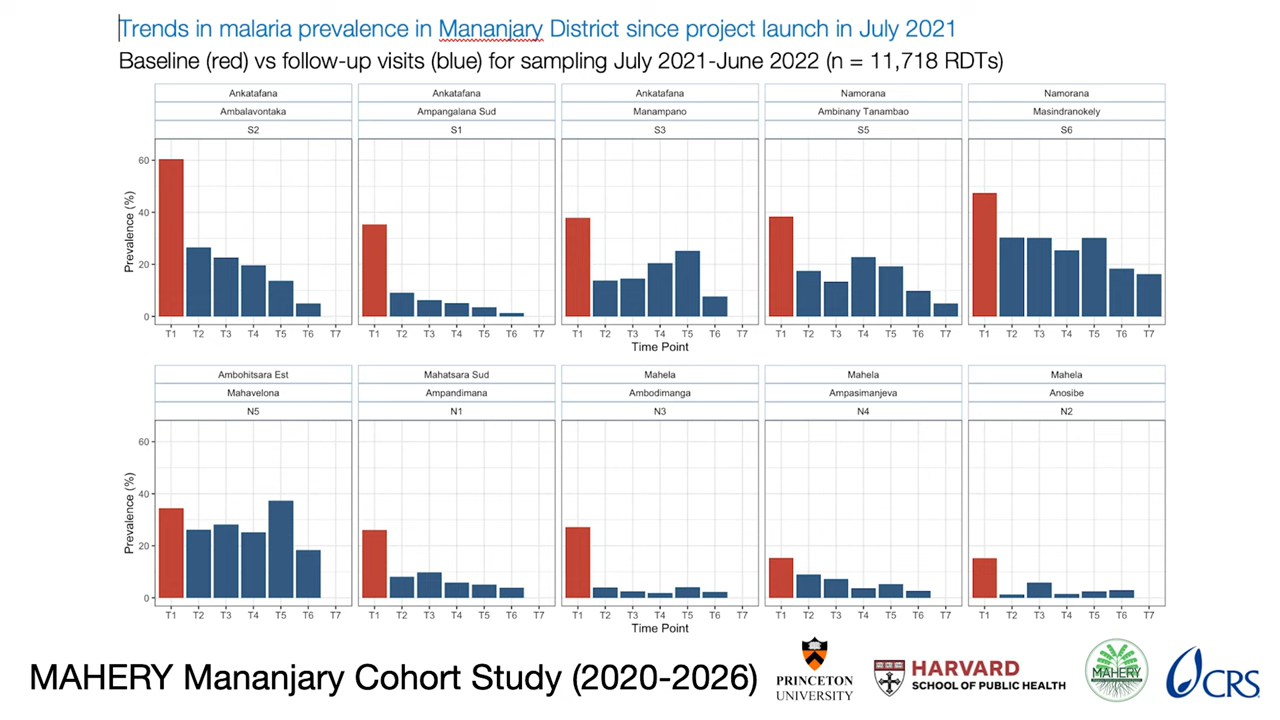 Trends in malaria prevalence in Mananjary District since project launch in July 2021
Baseline (red) vs follow-up visits (blue) for sampling July 2021-June 2022 (n = 11,718 RDTs)
Ankatafana Ankatafana Ankatafana Namorana Namorana
Ambalavontaka Ampangalana Sud Manampano Ambinany Tanambao Masindranokely
S2 S1 S3 S5 S6
Prevalence (%)
60
40
20
0
T1 T2 T3 T4 T5 T6 T7 T1 T2 T3 T4 T5 T6 T7 T1 T2 T3 T4 T5 T6 T7 T1 T2 T3 T4 T5 T6 T7 T1 T2 T3 T4 T5 T6 T7
Time Point
Ambohitsara Est Mahatsara Sud Mahela Mahela Mahela
Mahavelona Ampandimana Ambodimanga Ampasimanjeva Anosibe
N5 N1 N3 N4 N2
Prevalence (%)
60
40
20
0
T1 T2 T3 T4 T5 T6 T7 T1 T2 T3 T4 T5 T6 T7 T1 T2 T3 T4 T5 T6 T7 T1 T2 T3 T4 T5 T6 T7 T1 T2 T3 T4 T5 T6 T7
Time Point
MAHERY Mananjary Cohort Study (2020-2026)
PRINCETON
UNIVERSITY
HARVARD
SCHOOL OF PUBLIC HEALTH
MAHERY
CRS